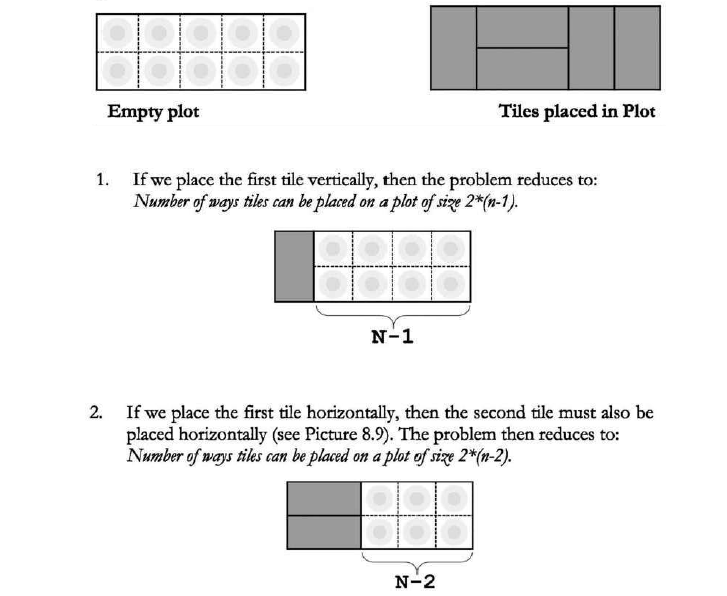 Empty plot
Tiles placed in Plot
1. If we place the first tile vertically, then the problem reduces to:
Number of ways tiles can be placed on a plot of size 2*(n-1).
N-1
2. If we place the first tile horizontally, then the second tile must also be
placed horizontally (see Picture 8.9). The problem then reduces to:
Number of ways tiles can be placed on a plot of size 2*(n-2).
N-2